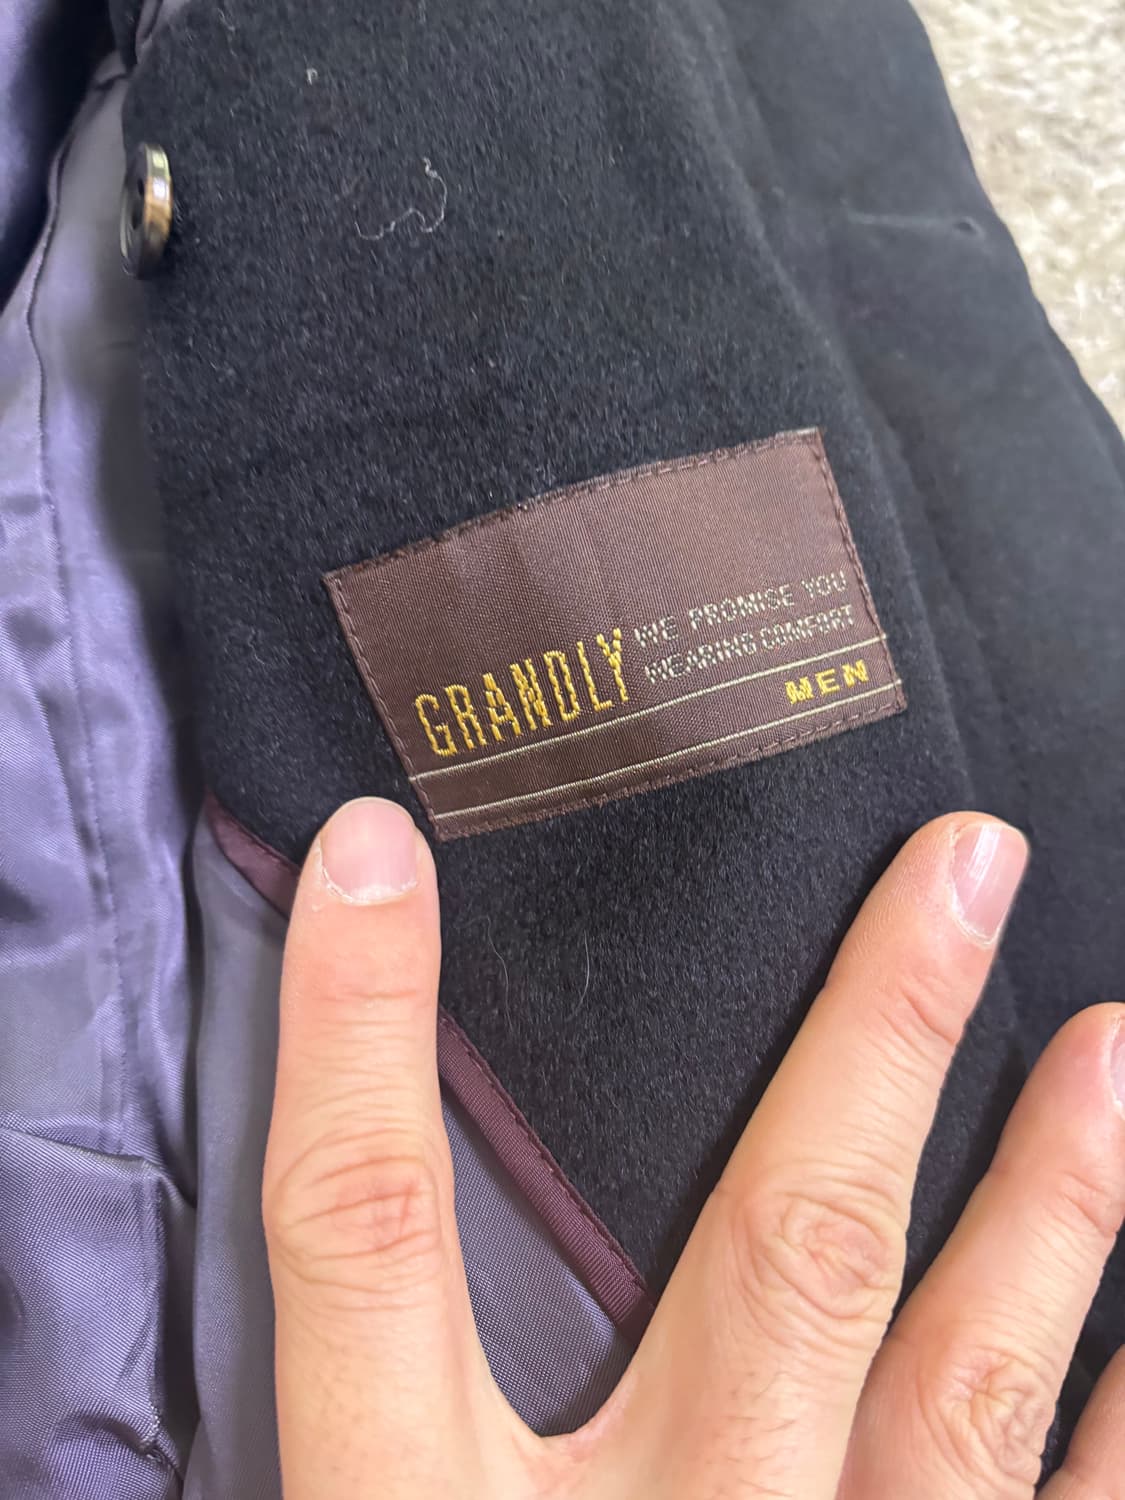 GRANDLY
WE PROMISE YOU
WEARING COMFORT
MEN